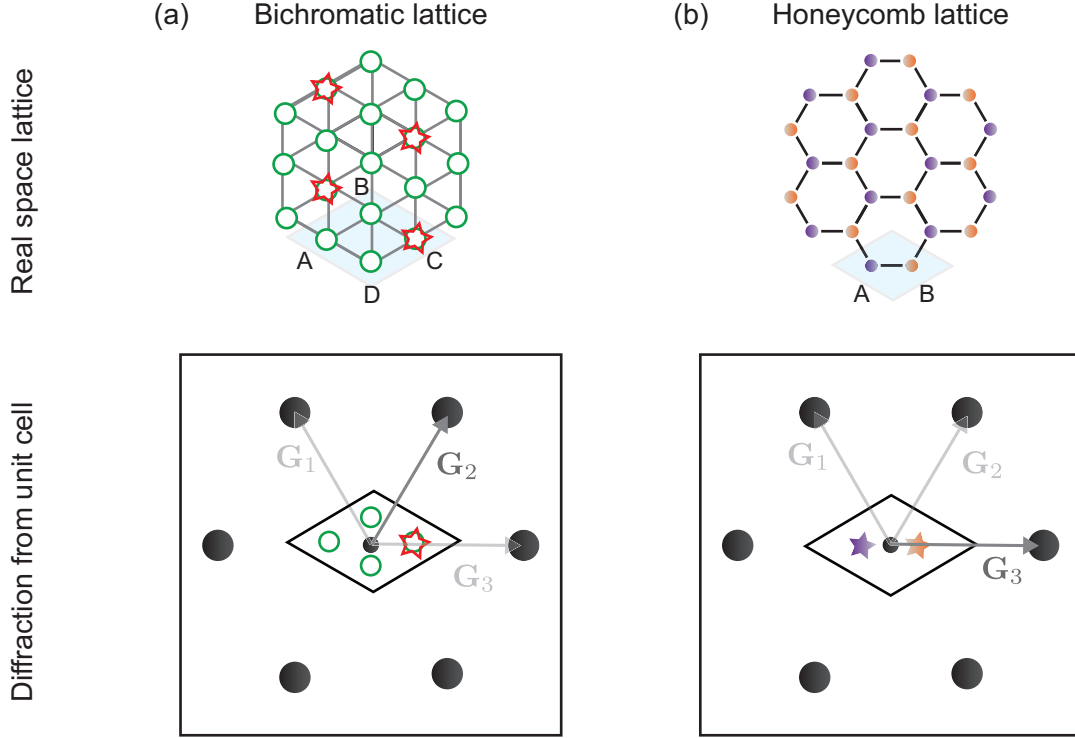 (a) Bichromatic lattice
(b) Honeycomb lattice
Real space lattice
B
A
C
D
A
B
Diffraction from unit cell
G₁
G₂
G₃
G₁
G₂
G₃